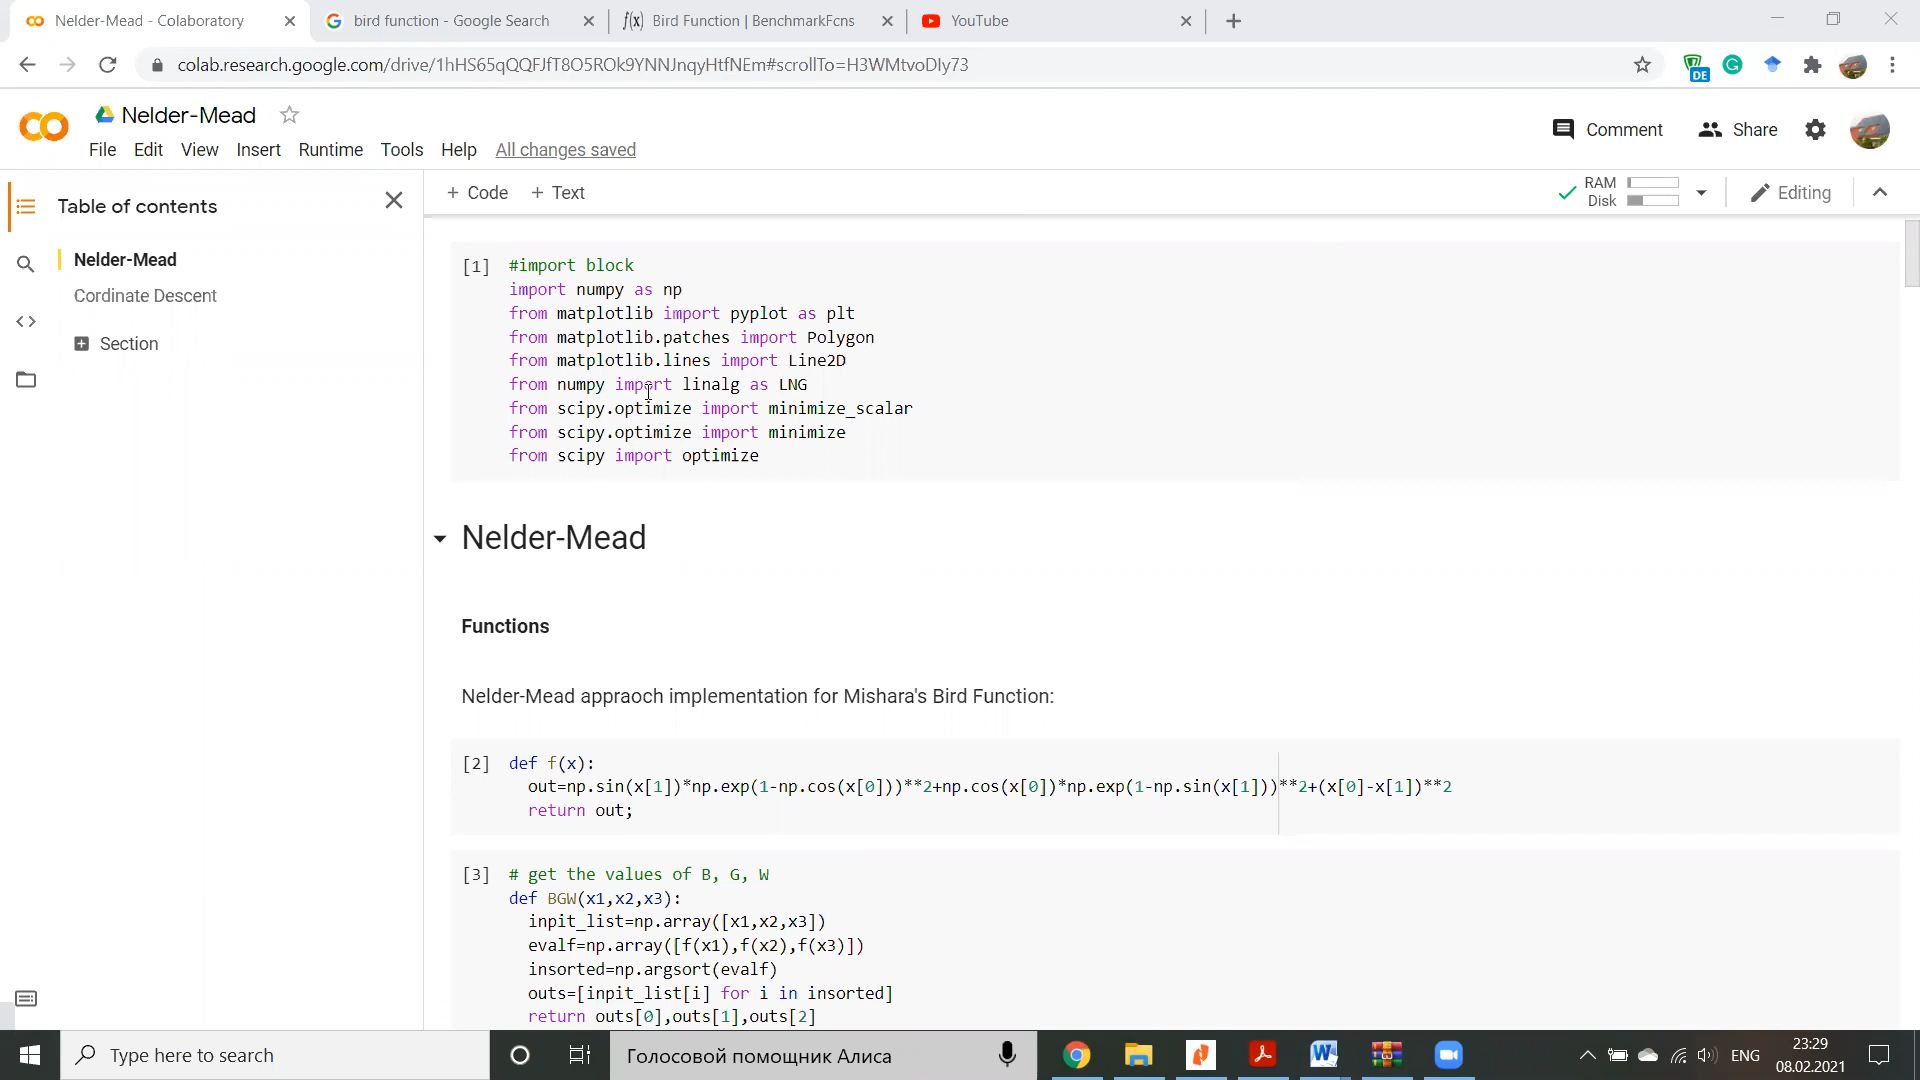 Nelder-Mead - Colaboratory
bird function - Google Search
f(x) Bird Function | BenchmarkFcns
YouTube
colab.research.google.com/drive/1hHS65qQQFJfT8O5ROk9YNNJnqyHtfNEm#scrollTo=H3WMtvoDIy73
DE
Nelder-Mead
Comment
Share
File Edit View Insert Runtime Tools Help All changes saved
Table of contents
+ Code + Text
RAM
Disk
Editing
Nelder-Mead
Cordinate Descent
Section
[1] #import block
import numpy as np
from matplotlib import pyplot as plt
from matplotlib.patches import Polygon
from matplotlib.lines import Line2D
from numpy import linalg as LNG
from scipy.optimize import minimize_scalar
from scipy.optimize import minimize
from scipy import optimize
Nelder-Mead
Functions
Nelder-Mead appraoch implementation for Mishara's Bird Function:
[2] def f(x):
out=np.sin(x[1])*np.exp(1-np.cos(x[0]))**2+np.cos(x[0])*np.exp(1-np.sin(x[1]))**2+(x[0]-x[1])**2
return out;
[3] # get the values of B, G, W
def BGW(x1,x2,x3):
inpit_list=np.array([x1,x2,x3])
evalf=np.array([f(x1),f(x2),f(x3)])
insorted=np.argsort(evalf)
outs=[inpit_list[i] for i in insorted]
return outs[0],outs[1],outs[2]
Type here to search
Голосовой помощник Алиса
ENG
23:29
08.02.2021